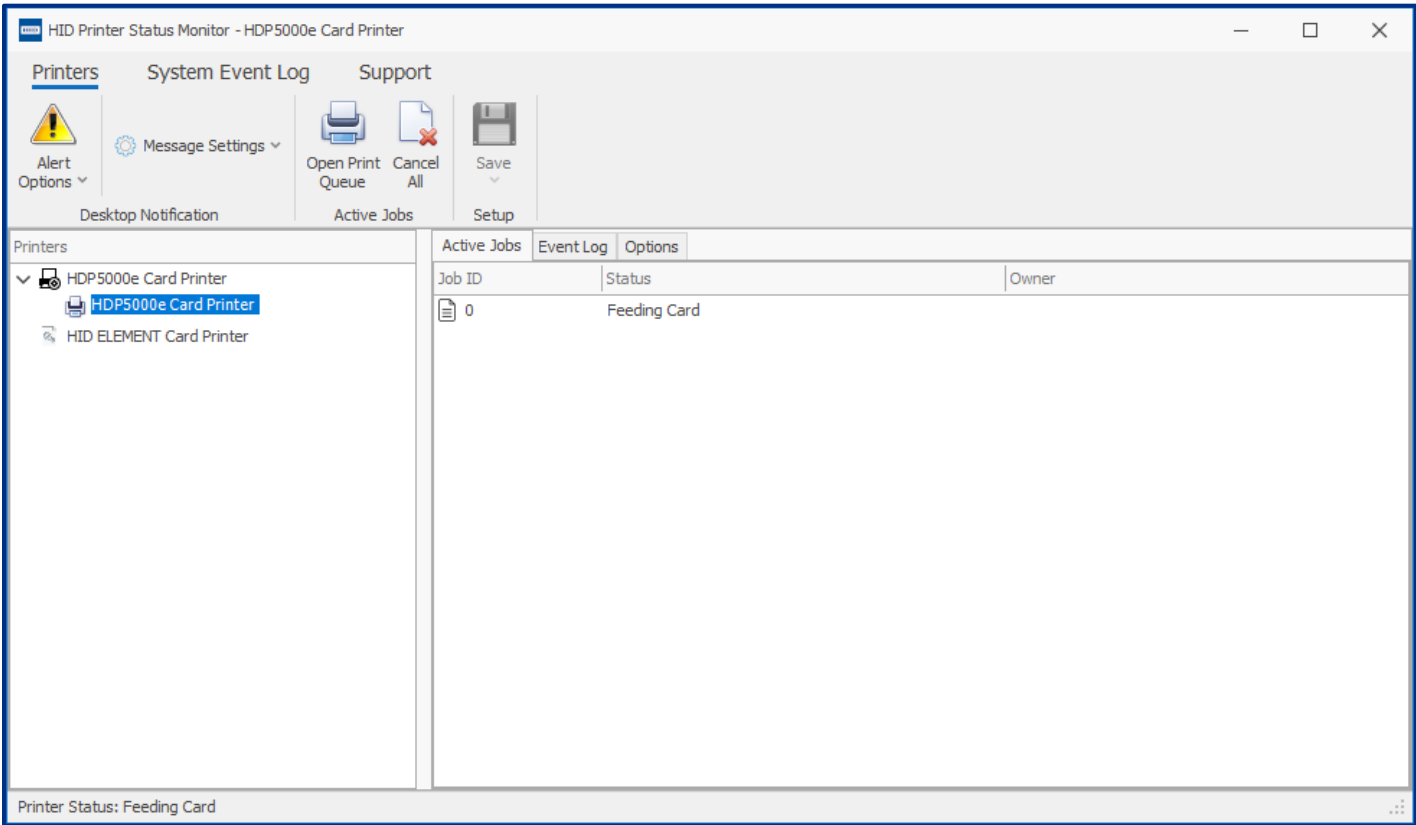 HID Printer Status Monitor - HDP5000e Card Printer
Printers System Event Log Support
Alert Options
Message Settings
Desktop Notification
Open Print Queue
Cancel All
Active Jobs
Save
Setup
Printers
HDP5000e Card Printer
HDP5000e Card Printer
HID ELEMENT Card Printer
Active Jobs Event Log Options
Job ID Status Owner
0 Feeding Card
Printer Status: Feeding Card